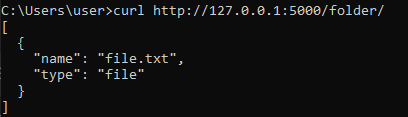 C:\Users\user>curl http://127.0.0.1:5000/folder/
[
  {
    "name": "file.txt",
    "type": "file"
  }
]